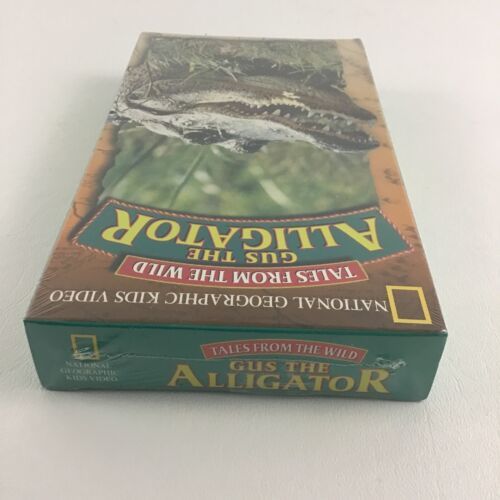 NATIONAL GEOGRAPHIC KIDS VIDEO
TALES FROM THE WILD
GUS THE
ALLIGATOR
NATIONAL
GEOGRAPHIC
KIDS VIDEO
TALES FROM THE WILD
GUS THE
ALLIGATOR